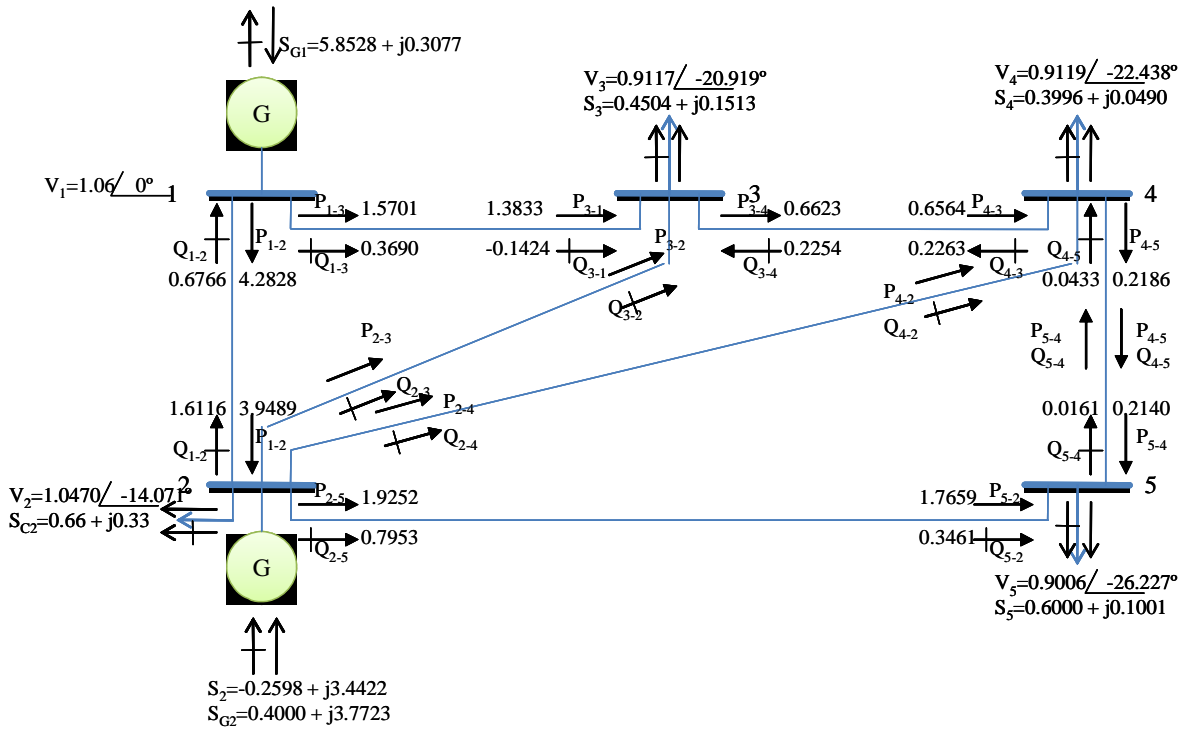 S_G1=5.8528 + j0.3077
G
V_3=0.9117/ -20.919º
S_3=0.4504 + j0.1513
V_4=0.9119/ -22.438º
S_4=0.3996 + j0.0490
V_1=1.06/ 0º
1
3
4
P_1-3 1.5701
1.3833 P_3-1
P_3-4 0.6623
0.6564 P_4-3
Q_1-2
P_1-2
Q_1-3 0.3690
-0.1424 Q_3-1
P_3-2
Q_3-4 0.2254
0.2263 Q_4-3
Q_4-5
P_4-5
0.6766 4.2828
0.0433 0.2186
Q_3-2
P_4-2
Q_4-2
P_2-3
P_5-4
Q_5-4
P_4-5
Q_4-5
Q_2-3
P_2-4
Q_2-4
1.6116 3.9489
0.0161 0.2140
Q_1-2
P_1-2
Q_5-4
P_5-4
2
5
V_2=1.0470/ -14.071º
S_C2=0.66 + j0.33
P_2-5 1.9252
1.7659 P_5-2
Q_2-5 0.7953
0.3461 Q_5-2
G
V_5=0.9006/ -26.227º
S_5=0.6000 + j0.1001
S_2=-0.2598 + j3.4422
S_G2=0.4000 + j3.7723